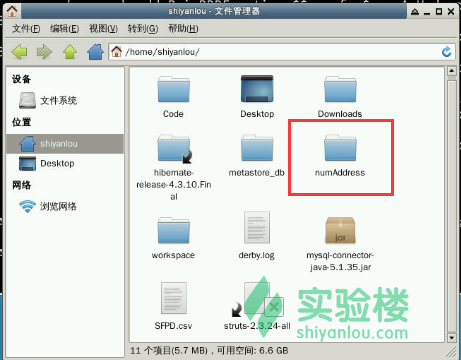 shiyanlou - 文件管理器
文件(F) 编辑(E) 视图(V) 转到(G) 帮助(H)
/home/shiyanlou/
设备
文件系统
位置
shiyanlou
Desktop
网络
浏览网络
Code
Desktop
Downloads
hibernate-
release-4.3.10.Fin
al
metastore_db
numAddress
workspace
derby.log
jar
mysql-connector-
java-5.1.35.jar
SFPD.csv
struts-2.3.24-all
实验楼
shiyanlou.com
11 个项目(5.7 MB)，可用空间: 6.6 GB